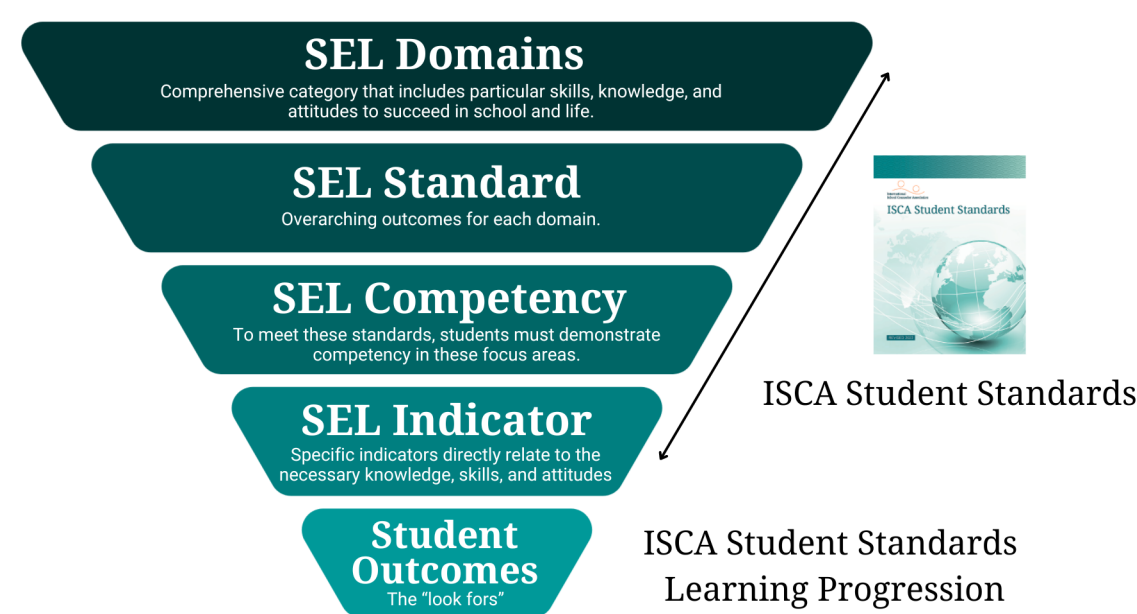 SEL Domains
Comprehensive category that includes particular skills, knowledge, and
attitudes to succeed in school and life.
SEL Standard
Overarching outcomes for each domain.
SEL Competency
To meet these standards, students must demonstrate
competency in these focus areas.
SEL Indicator
Specific indicators directly relate to the
necessary knowledge, skills, and attitudes
Student
Outcomes
The “look fors”
ISCA Student Standards
ISCA Student Standards
ISCA Student Standards
Learning Progression